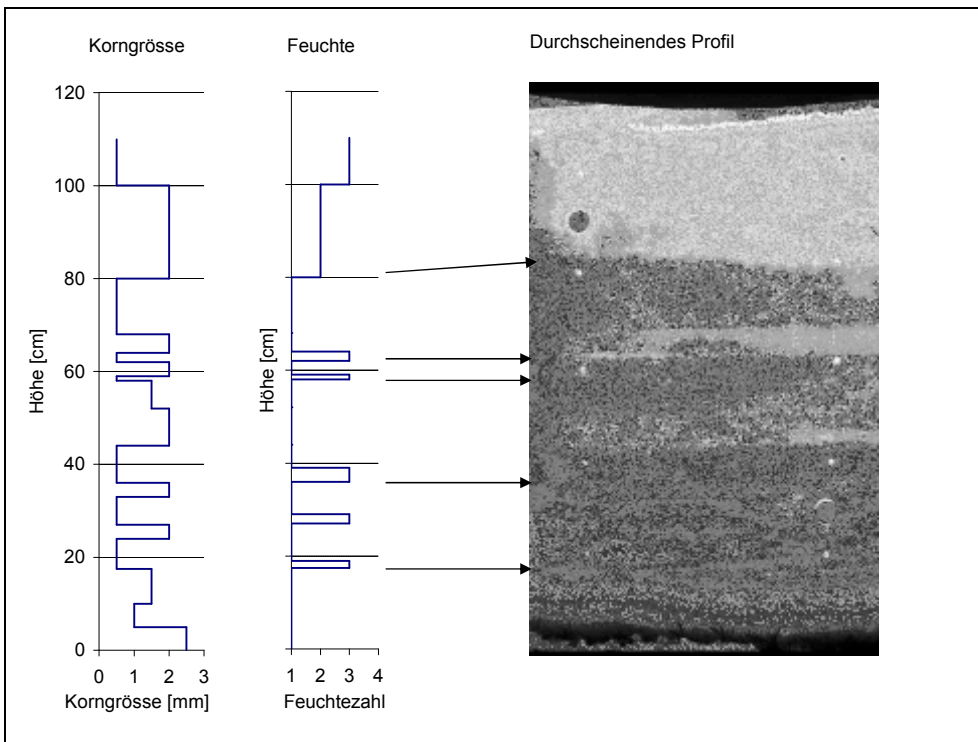 Korngrösse
Feuchte
Durchscheinendes Profil
120
100
80
60
40
20
0
Höhe [cm]
0 1 2 3
Korngrösse [mm]
Höhe [cm]
1 2 3 4
Feuchtezahl